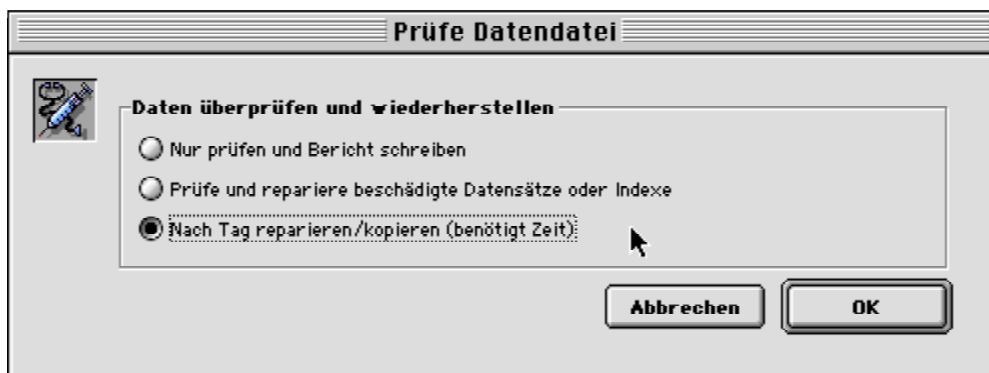 Prüfe Datendatei
Daten überprüfen und wiederherstellen
Nur prüfen und Bericht schreiben
Prüfe und repariere beschädigte Datensätze oder Indexe
Nach Tag reparieren/kopieren (benötigt Zeit)
Abbrechen
OK